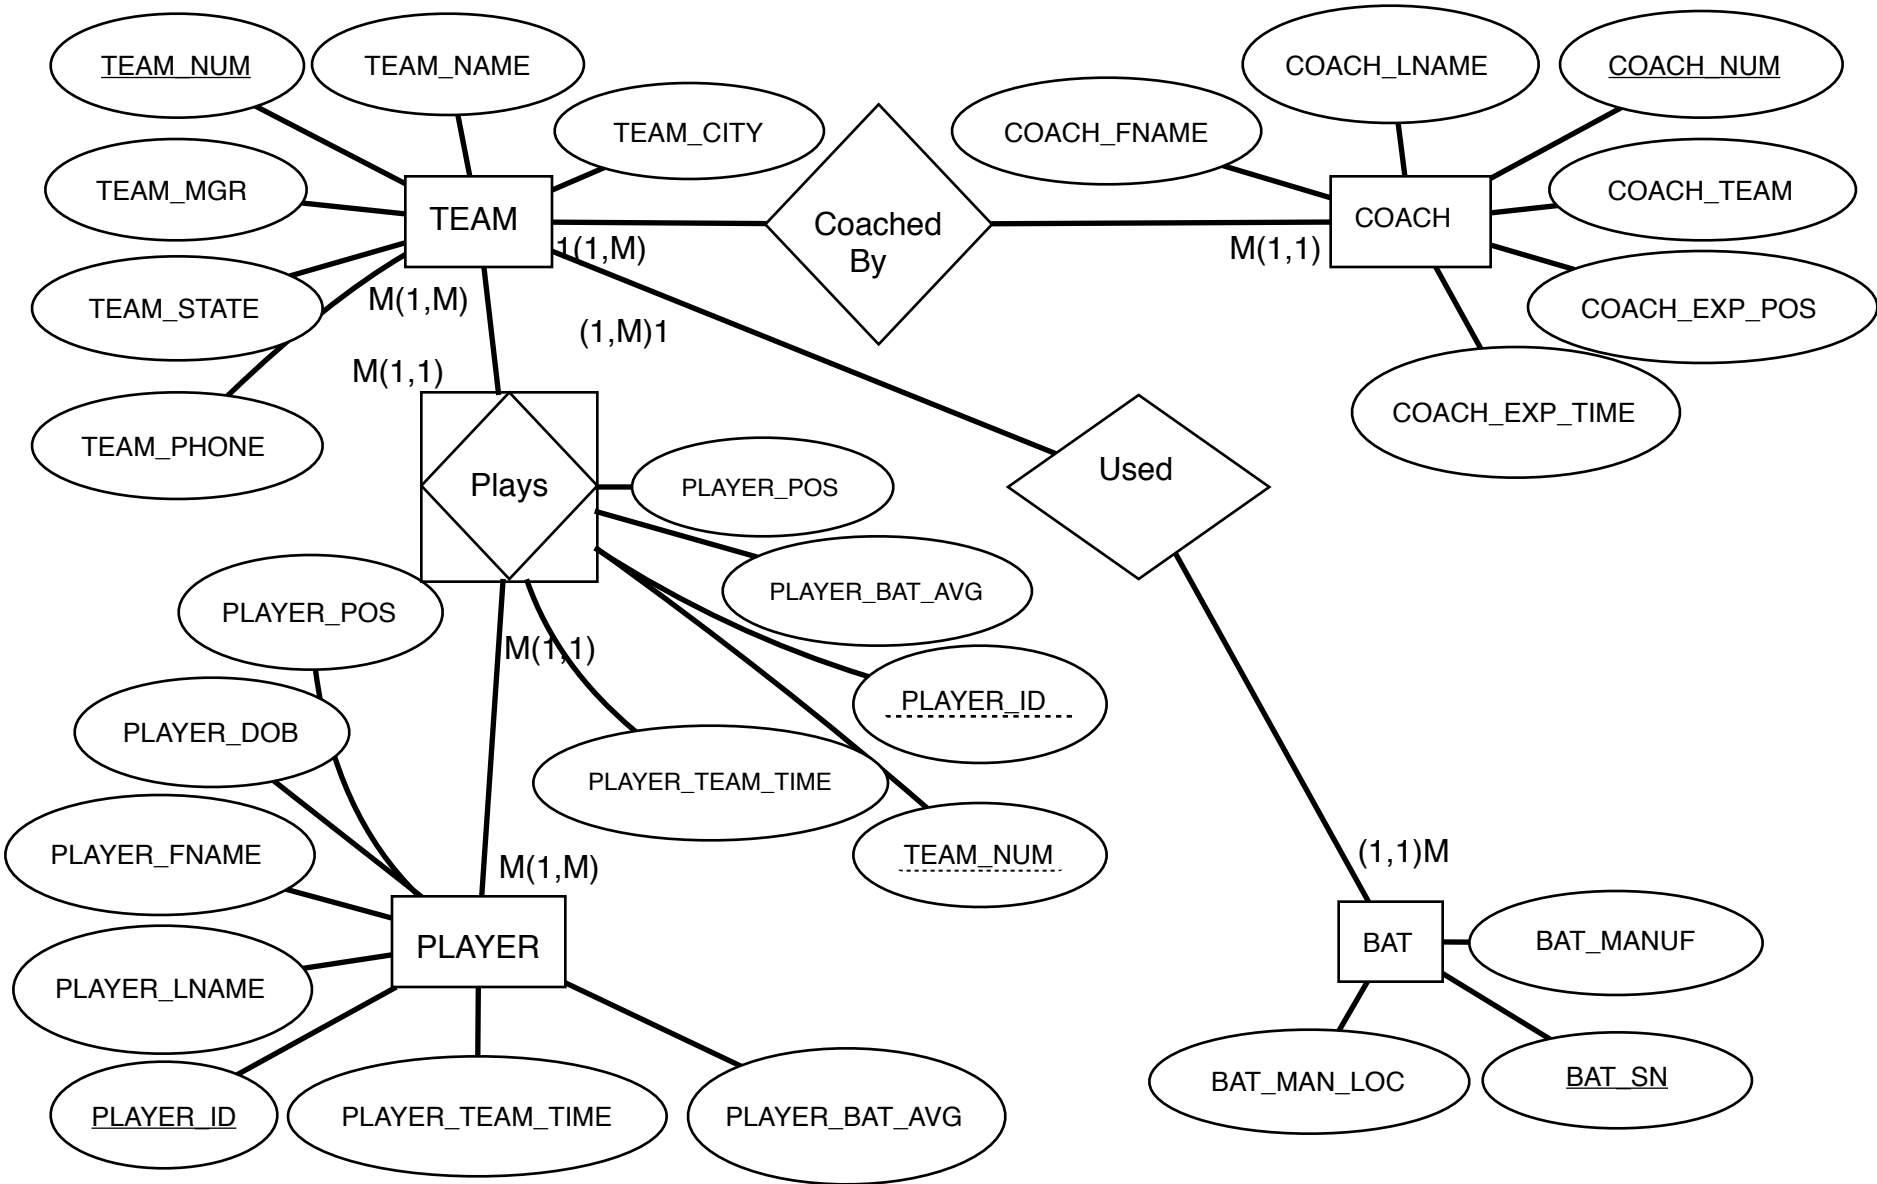 TEAM_NUM
TEAM_NAME
COACH_LNAME
COACH_NUM
TEAM_CITY
COACH_FNAME
TEAM_MGR
TEAM
Coached
By
COACH
COACH_TEAM
1(1,M)
M(1,1)
TEAM_STATE
M(1,M)
(1,M)1
COACH_EXP_POS
M(1,1)
COACH_EXP_TIME
TEAM_PHONE
Plays
PLAYER_POS
Used
PLAYER_BAT_AVG
PLAYER_POS
M(1,1)
PLAYER_ID
PLAYER_DOB
PLAYER_TEAM_TIME
PLAYER_FNAME
M(1,M)
TEAM_NUM
(1,1)M
PLAYER
BAT
BAT_MANUF
PLAYER_LNAME
BAT_MAN_LOC
BAT_SN
PLAYER_ID
PLAYER_TEAM_TIME
PLAYER_BAT_AVG